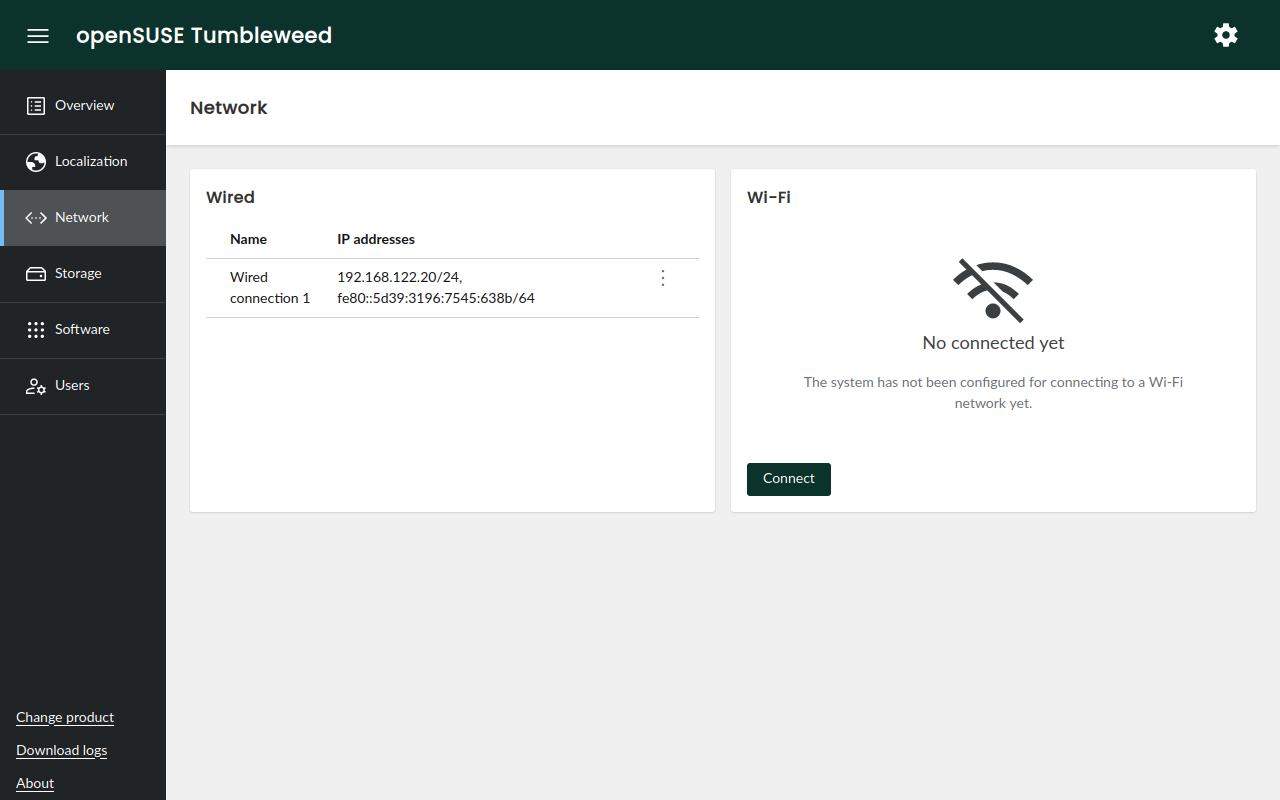 openSUSE Tumbleweed
Overview
Localization
Network
Storage
Software
Users
Change product
Download logs
About
Network
Wired
Name IP addresses
Wired 192.168.122.20/24,
connection 1 fe80::5d39:3196:7545:638b/64
Wi-Fi
No connected yet
The system has not been configured for connecting to a Wi-Fi
network yet.
Connect